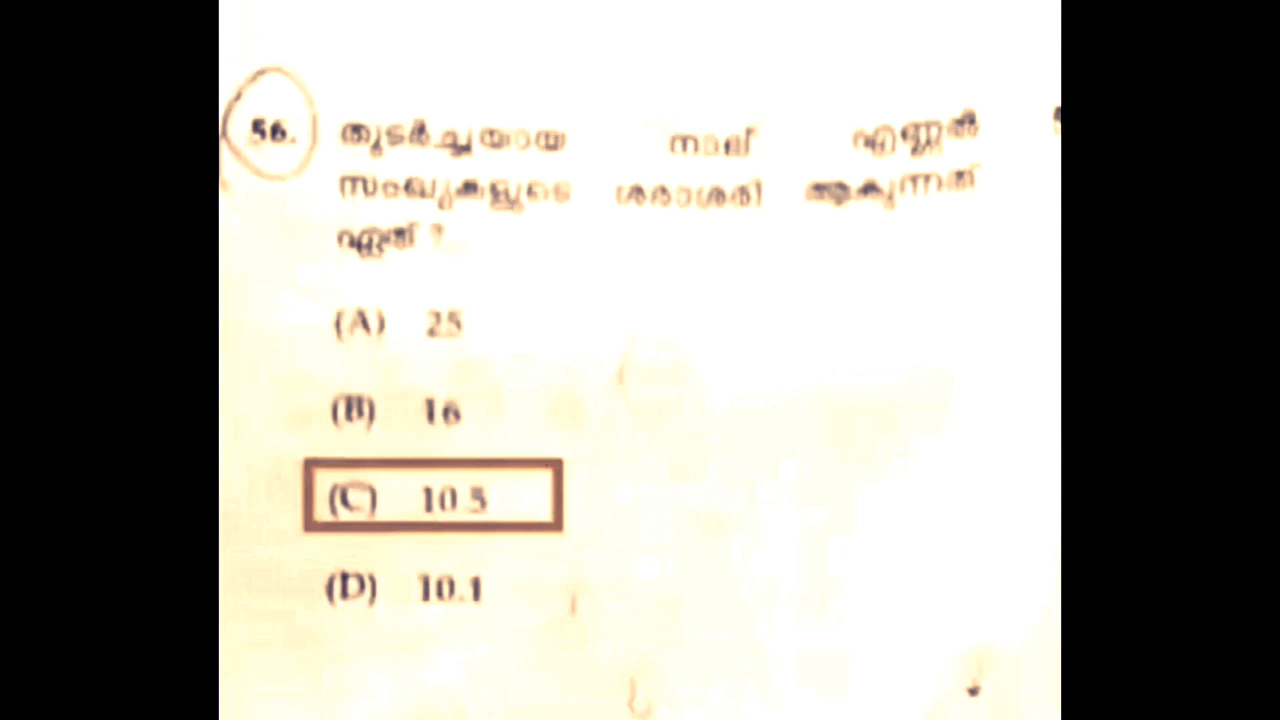 56. തുടർച്ചയായ നാല് എണ്ണൽ
സംഖ്യകളുടെ ശരാശരി ആകുന്നത്
ഏത് ?
(A) 25
(B) 16
(C) 10.5
(D) 10.1